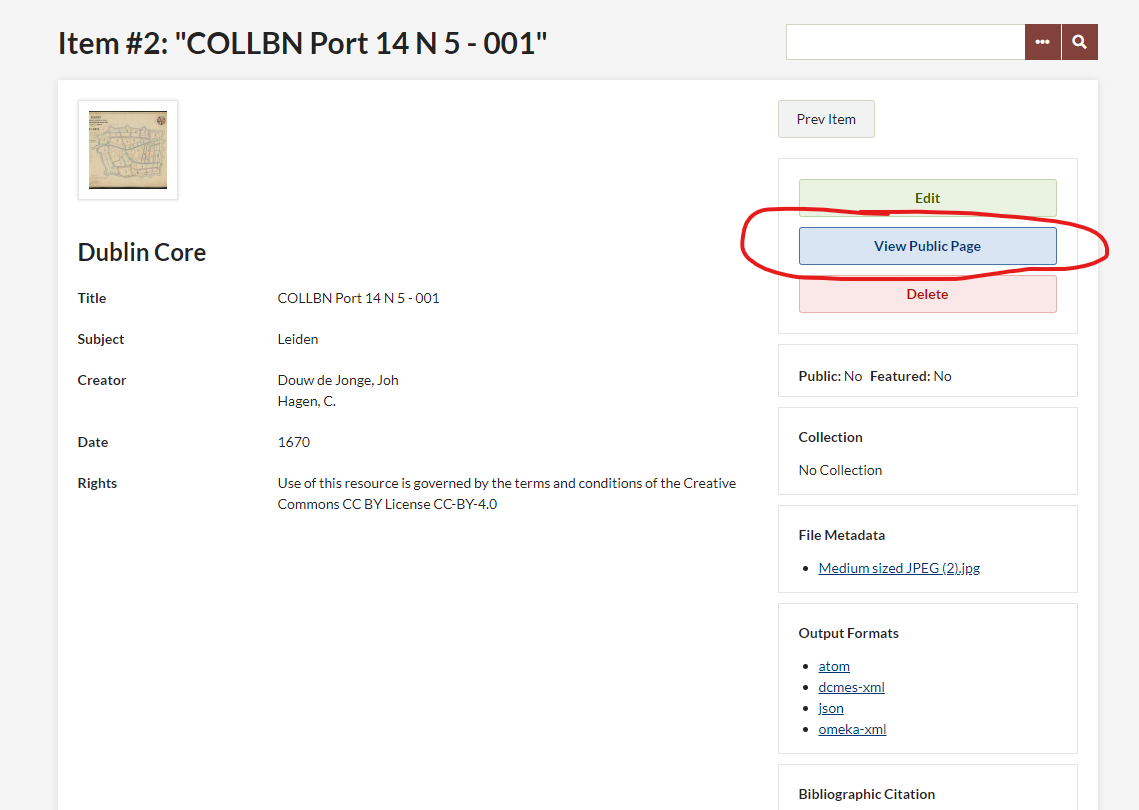 Item #2: "COLLBN Port 14 N 5 - 001"
Prev Item
Edit
View Public Page
Delete
Dublin Core
Title COLLBN Port 14 N 5 - 001
Subject Leiden
Creator Douw de Jonge, Joh
Hagen, C.
Date 1670
Rights Use of this resource is governed by the terms and conditions of the Creative
Commons CC BY License CC-BY-4.0
Public: No Featured: No
Collection
No Collection
File Metadata
Medium sized JPEG (2).jpg
Output Formats
atom
dcmes-xml
json
omeka-xml
Bibliographic Citation